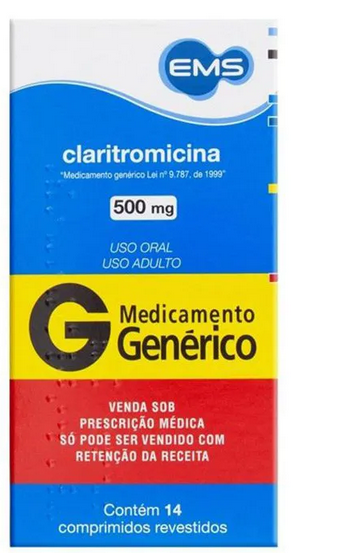 EMS
claritromicina
"Medicamento genérico Lei nº 9.787, de 1999"
500 mg
USO ORAL
USO ADULTO
G Medicamento
Genérico
VENDA SOB
PRESCRIÇÃO MÉDICA
SÓ PODE SER VENDIDO COM
RETENÇÃO DA RECEITA
Contém 14
comprimidos revestidos